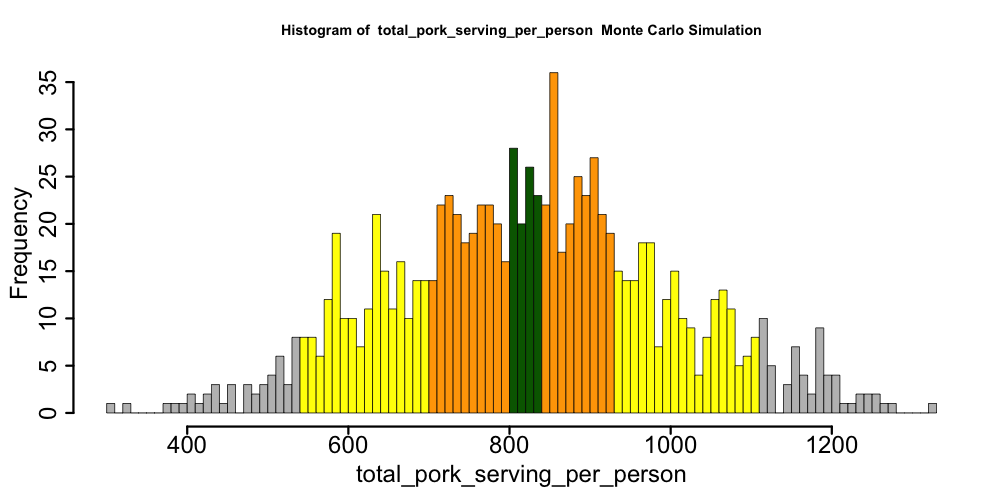 Histogram of total_pork_serving_per_person Monte Carlo Simulation
Frequency
35
30
25
20
15
10
5
0
400 600 800 1000 1200
total_pork_serving_per_person